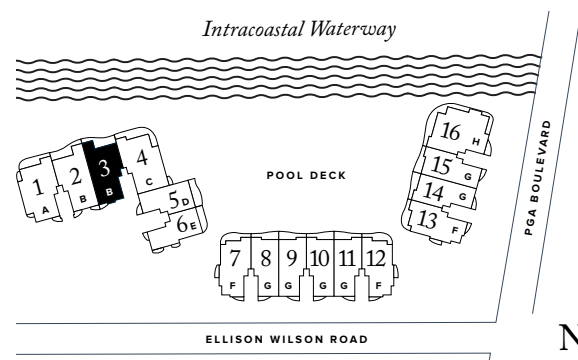 Intracoastal Waterway
1
A
2
B
3
B
4
C
5 D
6 E
POOL DECK
16 H
15 G
14 G
13 F
PGA BOULEVARD
7 8 9 10 11 12
F G G G G F
ELLISON WILSON ROAD
N